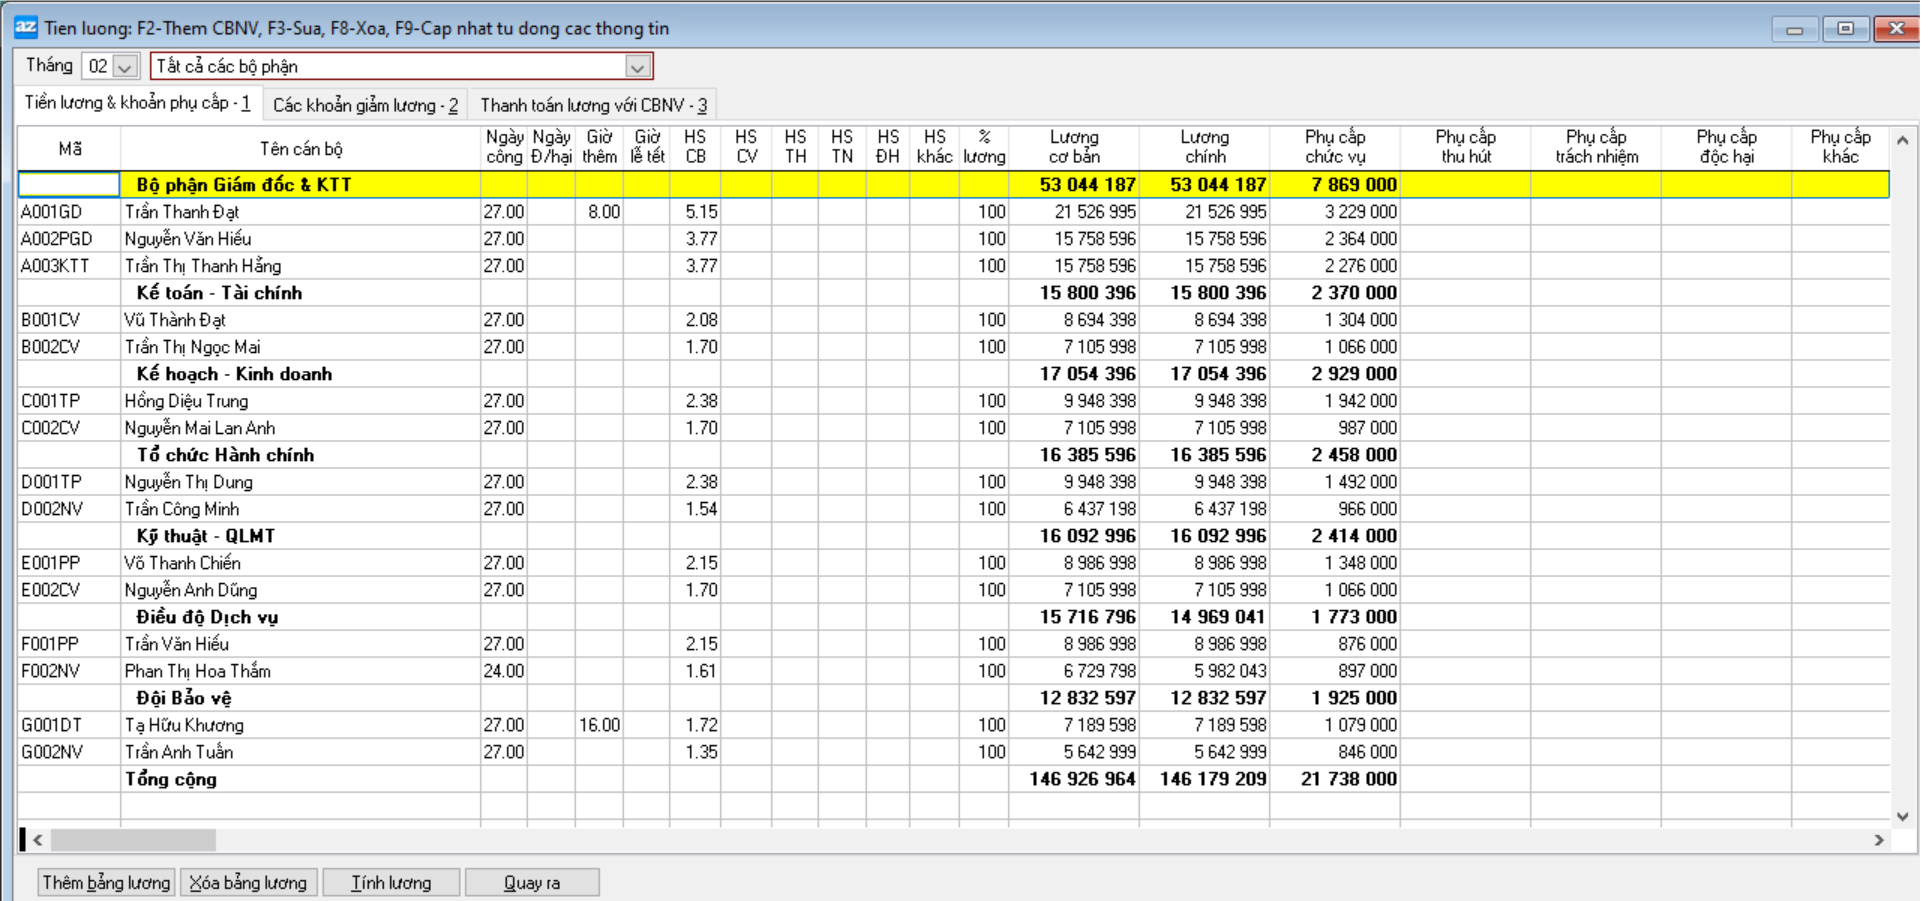 az Tien luong: F2-Them CBNV, F3-Sua, F8-Xoa, F9-Cap nhat tu dong cac thong tin
Tháng 02 Tất cả các bộ phận
Tiền lương & khoản phụ cấp - 1 Các khoản giảm lương - 2 Thanh toán lương với CBNV - 3
Mã Tên cán bộ Ngày công Ngày Đ/hại Giờ thêm Giờ lễ tết HS CB HS CV HS TH HS TN HS ĐH HS khác % lương Lương cơ bản Lương chính Phụ cấp chức vụ Phụ cấp thu hút Phụ cấp trách nhiệm Phụ cấp độc hại Phụ cấp khác
Bộ phận Giám đốc & KTT 53 044 187 53 044 187 7 869 000
A001GD Trần Thanh Đạt 27.00 8.00 5.15 100 21 526 995 21 526 995 3 229 000
A002PGD Nguyễn Văn Hiếu 27.00 3.77 100 15 758 596 15 758 596 2 364 000
A003KTT Trần Thị Thanh Hằng 27.00 3.77 100 15 758 596 15 758 596 2 276 000
Kế toán - Tài chính 15 800 396 15 800 396 2 370 000
B001CV Vũ Thành Đạt 27.00 2.08 100 8 694 398 8 694 398 1 304 000
B002CV Trần Thị Ngọc Mai 27.00 1.70 100 7 105 998 7 105 998 1 066 000
Kế hoạch - Kinh doanh 17 054 396 17 054 396 2 929 000
C001TP Hồng Diệu Trung 27.00 2.38 100 9 948 398 9 948 398 1 942 000
C002CV Nguyễn Mai Lan Anh 27.00 1.70 100 7 105 998 7 105 998 987 000
Tổ chức Hành chính 16 385 596 16 385 596 2 458 000
D001TP Nguyễn Thị Dung 27.00 2.38 100 9 948 398 9 948 398 1 492 000
D002NV Trần Công Minh 27.00 1.54 100 6 437 198 6 437 198 966 000
Kỹ thuật - QLMT 16 092 996 16 092 996 2 414 000
E001PP Võ Thanh Chiến 27.00 2.15 100 8 986 998 8 986 998 1 348 000
E002CV Nguyễn Anh Dũng 27.00 1.70 100 7 105 998 7 105 998 1 066 000
Điều độ Dịch vụ 15 716 796 14 969 041 1 773 000
F001PP Trần Văn Hiếu 27.00 2.15 100 8 986 998 8 986 998 876 000
F002NV Phan Thị Hoa Thắm 24.00 1.61 100 6 729 798 5 982 043 897 000
Đội Bảo vệ 12 832 597 12 832 597 1 925 000
G001DT Tạ Hữu Khương 27.00 16.00 1.72 100 7 189 598 7 189 598 1 079 000
G002NV Trần Anh Tuấn 27.00 1.35 100 5 642 999 5 642 999 846 000
Tổng cộng 146 926 964 146 179 209 21 738 000
Thêm bảng lương Xóa bảng lương Tính lương Quay ra